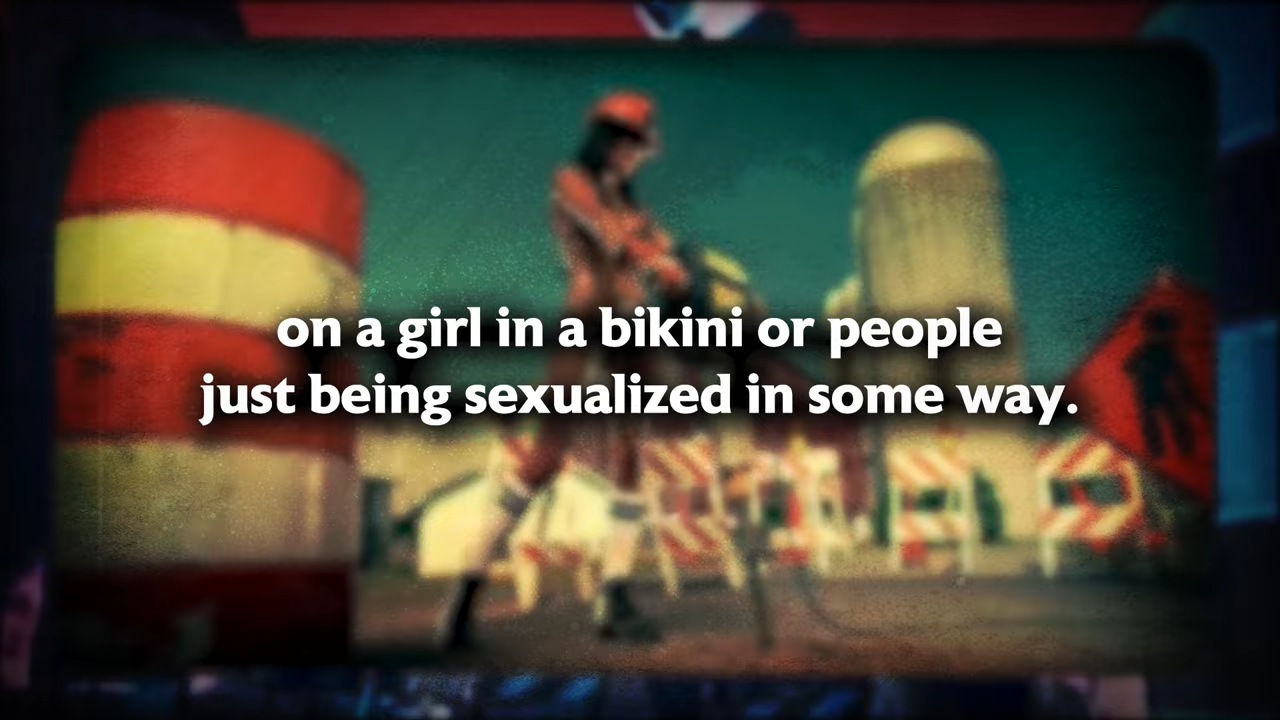 on a girl in a bikini or people
just being sexualized in some way.